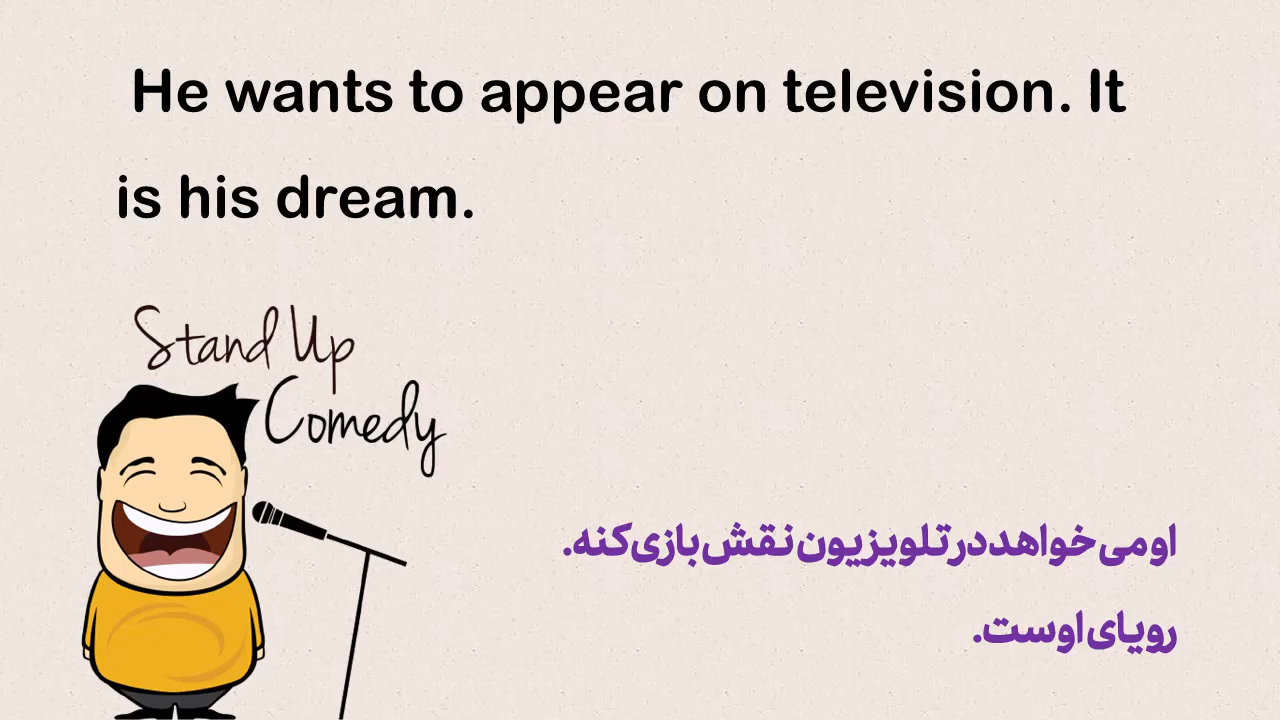 He wants to appear on television. It
is his dream.
Stand Up
Comedy
او می خواهد در تلویزیون نقش بازی کنه.
رویای اوست.